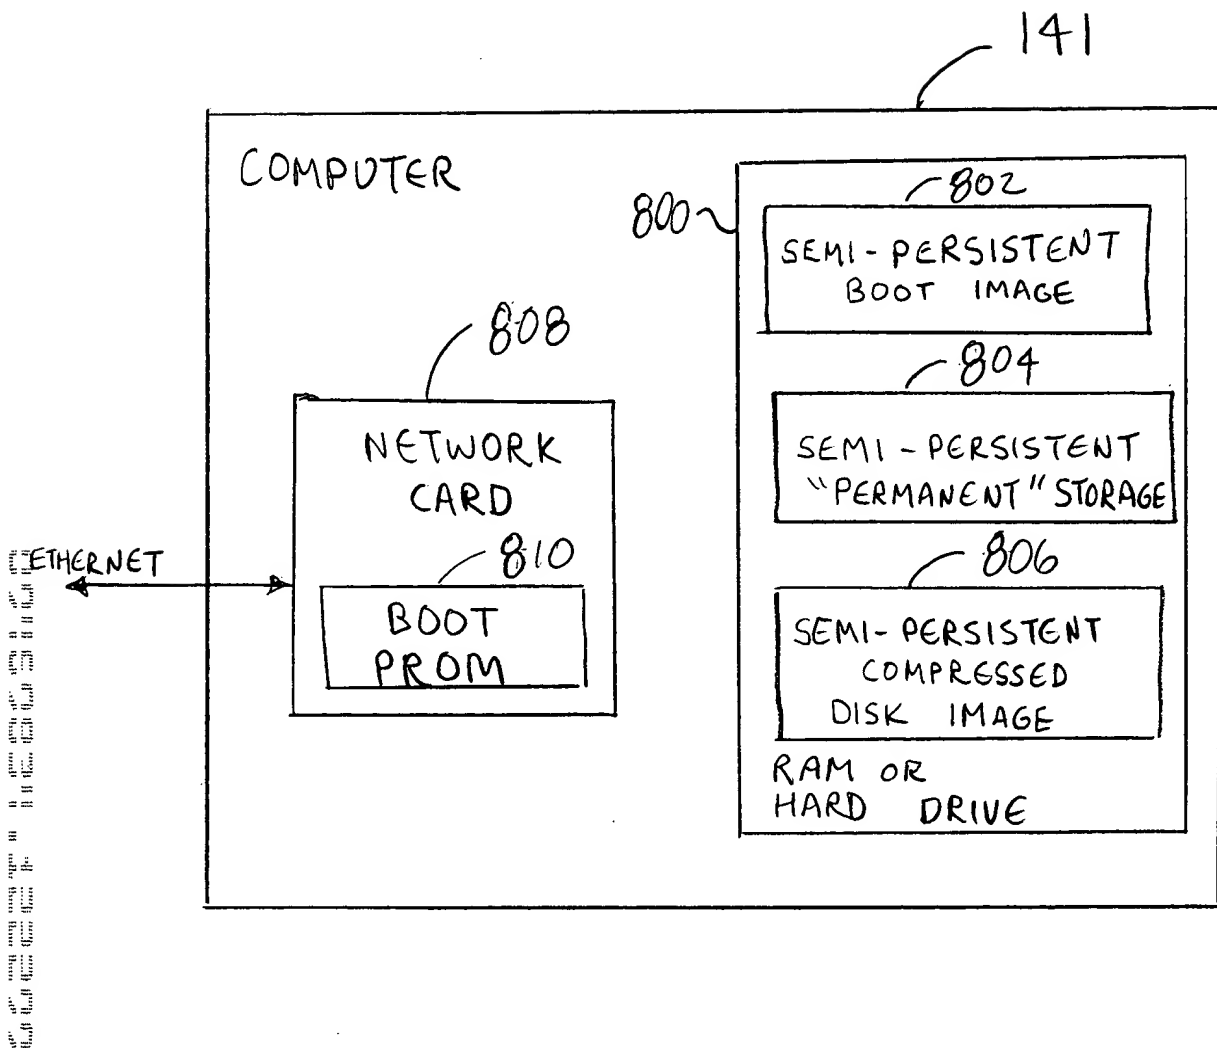 141
COMPUTER
800
802
SEMI-PERSISTENT
BOOT IMAGE
808
804
NETWORK
CARD
SEMI-PERSISTENT
"PERMANENT" STORAGE
ETHERNET
810
806
BOOT
PROM
SEMI-PERSISTENT
COMPRESSED
DISK IMAGE
RAM OR
HARD DRIVE